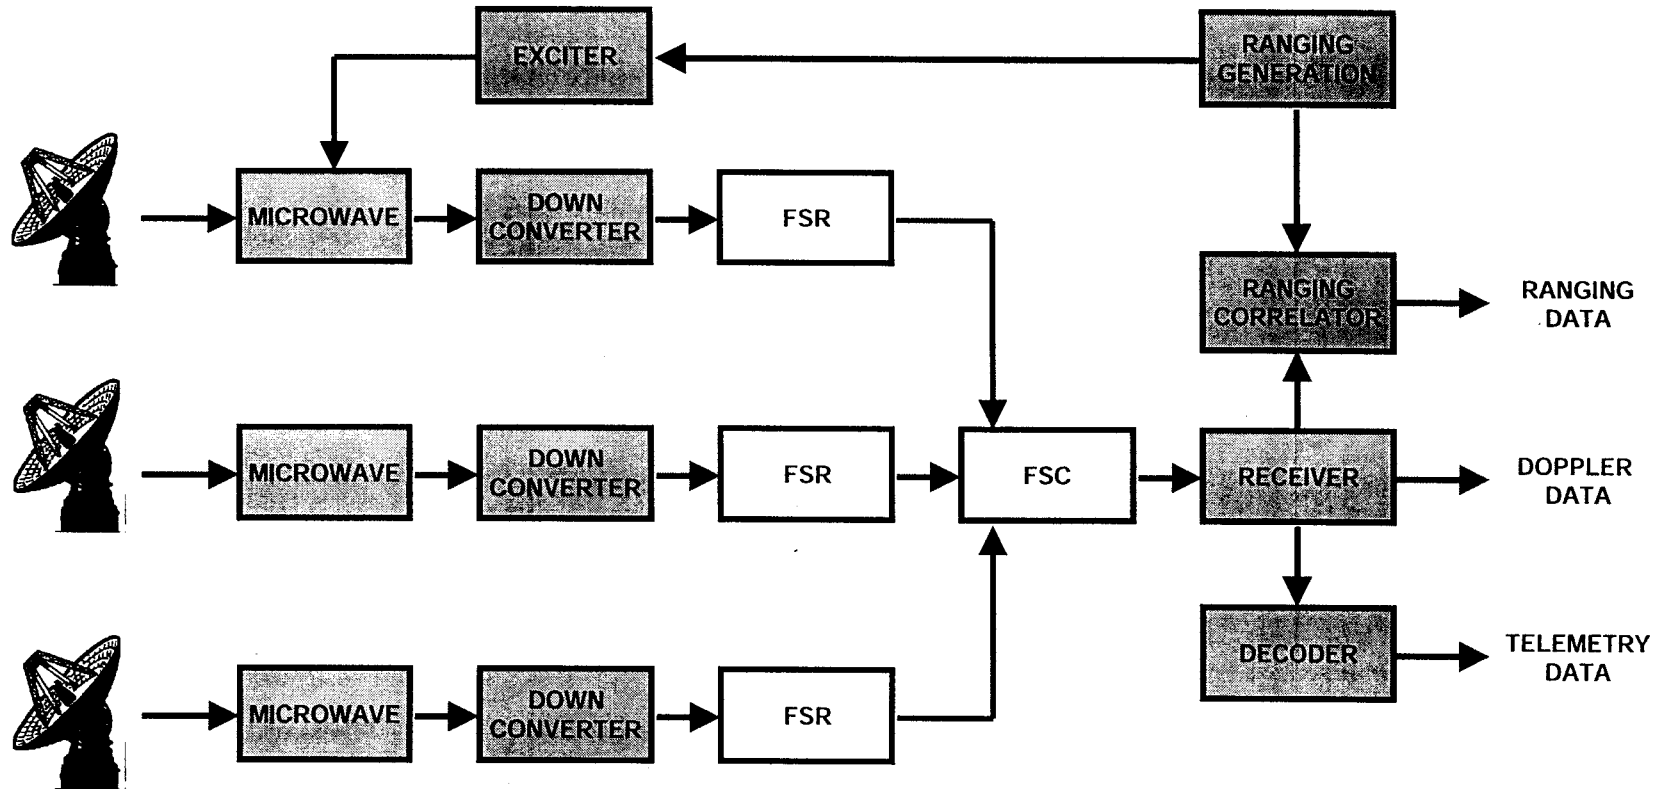 EXCITER
RANGING
GENERATION
MICROWAVE
DOWN
CONVERTER
FSR
RANGING
CORRELATOR
RANGING
DATA
MICROWAVE
DOWN
CONVERTER
FSR
FSC
RECEIVER
DOPPLER
DATA
DECODER
TELEMETRY
DATA
MICROWAVE
DOWN
CONVERTER
FSR